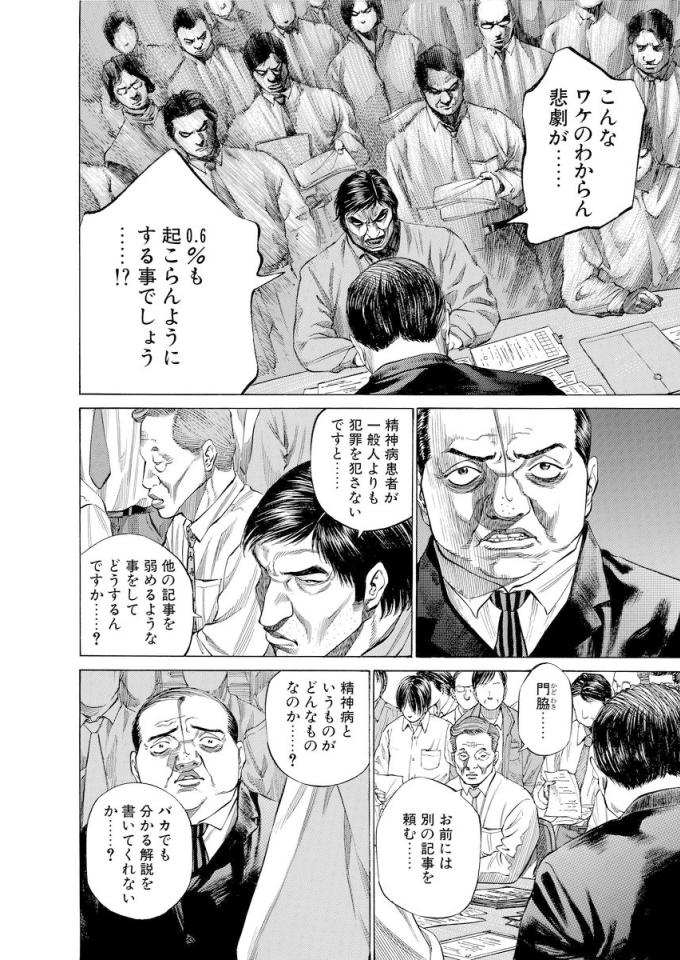 こんな
ワケのわからん
悲劇が……
0.6%も
起こらんように
する事でしょう
……!?
精神病患者が
一般人よりも
犯罪を犯さない
ですと……
他の記事を
弱めるような
事をして
どうするん
ですか……?
門脇…
かどわき
お前には
別の記事を
頼む……
精神病と
いうものが
どんなもの
なのか……?
バカでも
分かる解説を
書いてくれない
か……?